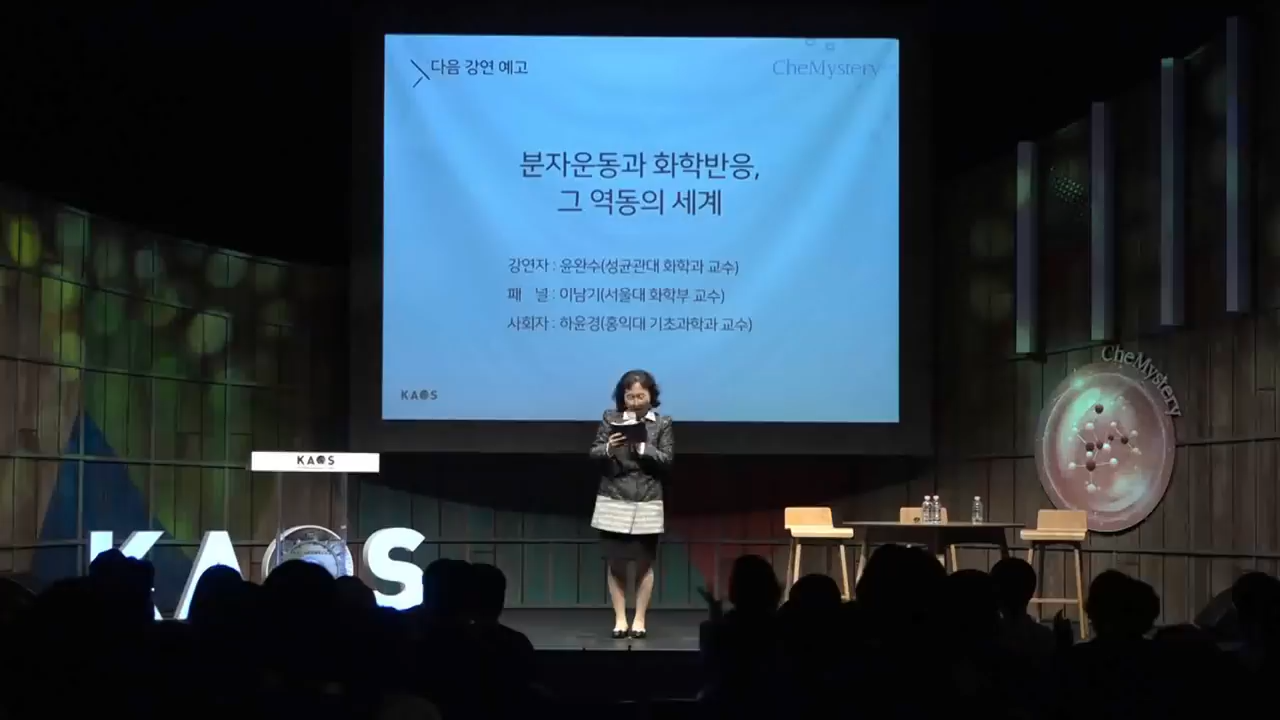 다음 강연 예고
CheMystery
분자운동과 화학반응,
그 역동의 세계
강연자 : 윤완수(성균관대 화학과 교수)
패 널 : 이남기(서울대 화학부 교수)
사회자 : 하윤경(홍익대 기초과학과 교수)
KAOS
CheMystery
KAOS
KAOS